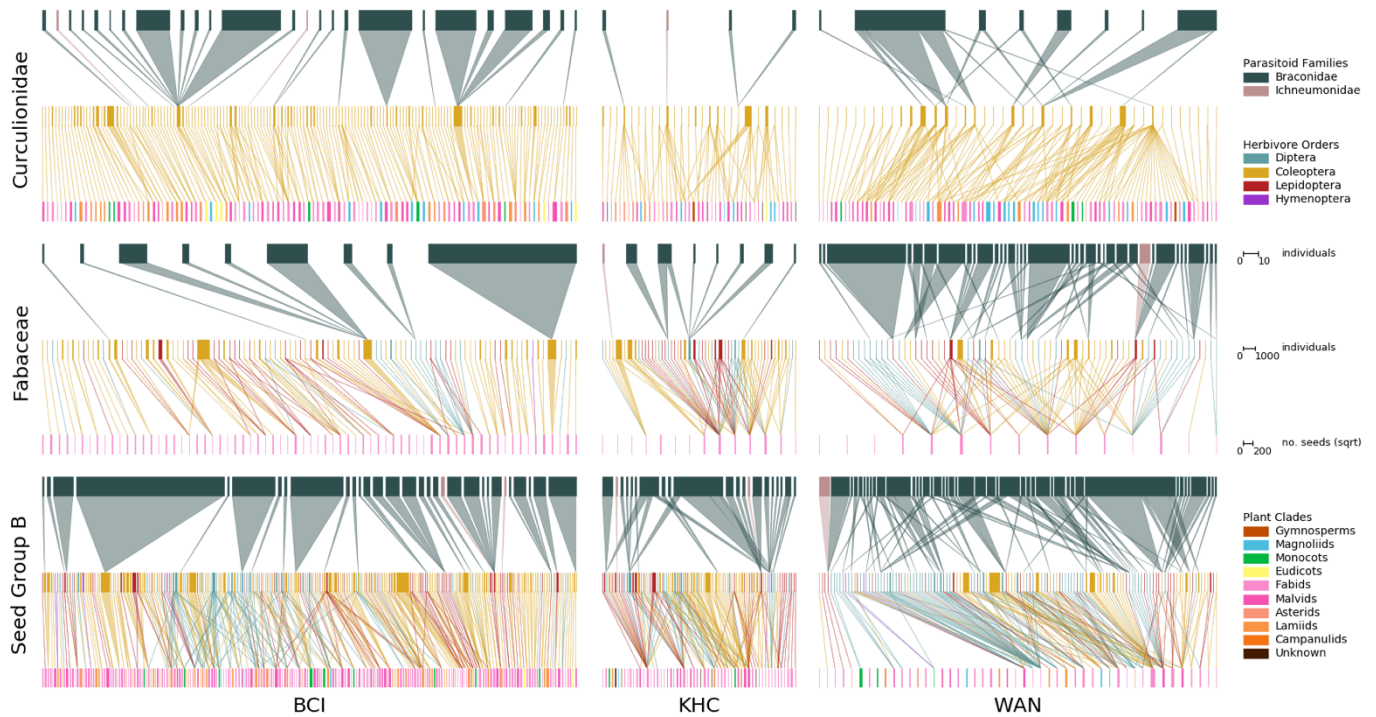 Curculionidae
Parasitoid Families
Braconidae
Ichneumonidae
Herbivore Orders
Diptera
Coleoptera
Lepidoptera
Hymenoptera
Fabaceae
0 10 individuals
0 1000 individuals
0 200 no. seeds (sqrt)
Seed Group B
Plant Clades
Gymnosperms
Magnoliids
Monocots
Eudicots
Fabids
Malvids
Asterids
Lamiids
Campanulids
Unknown
BCI KHC WAN